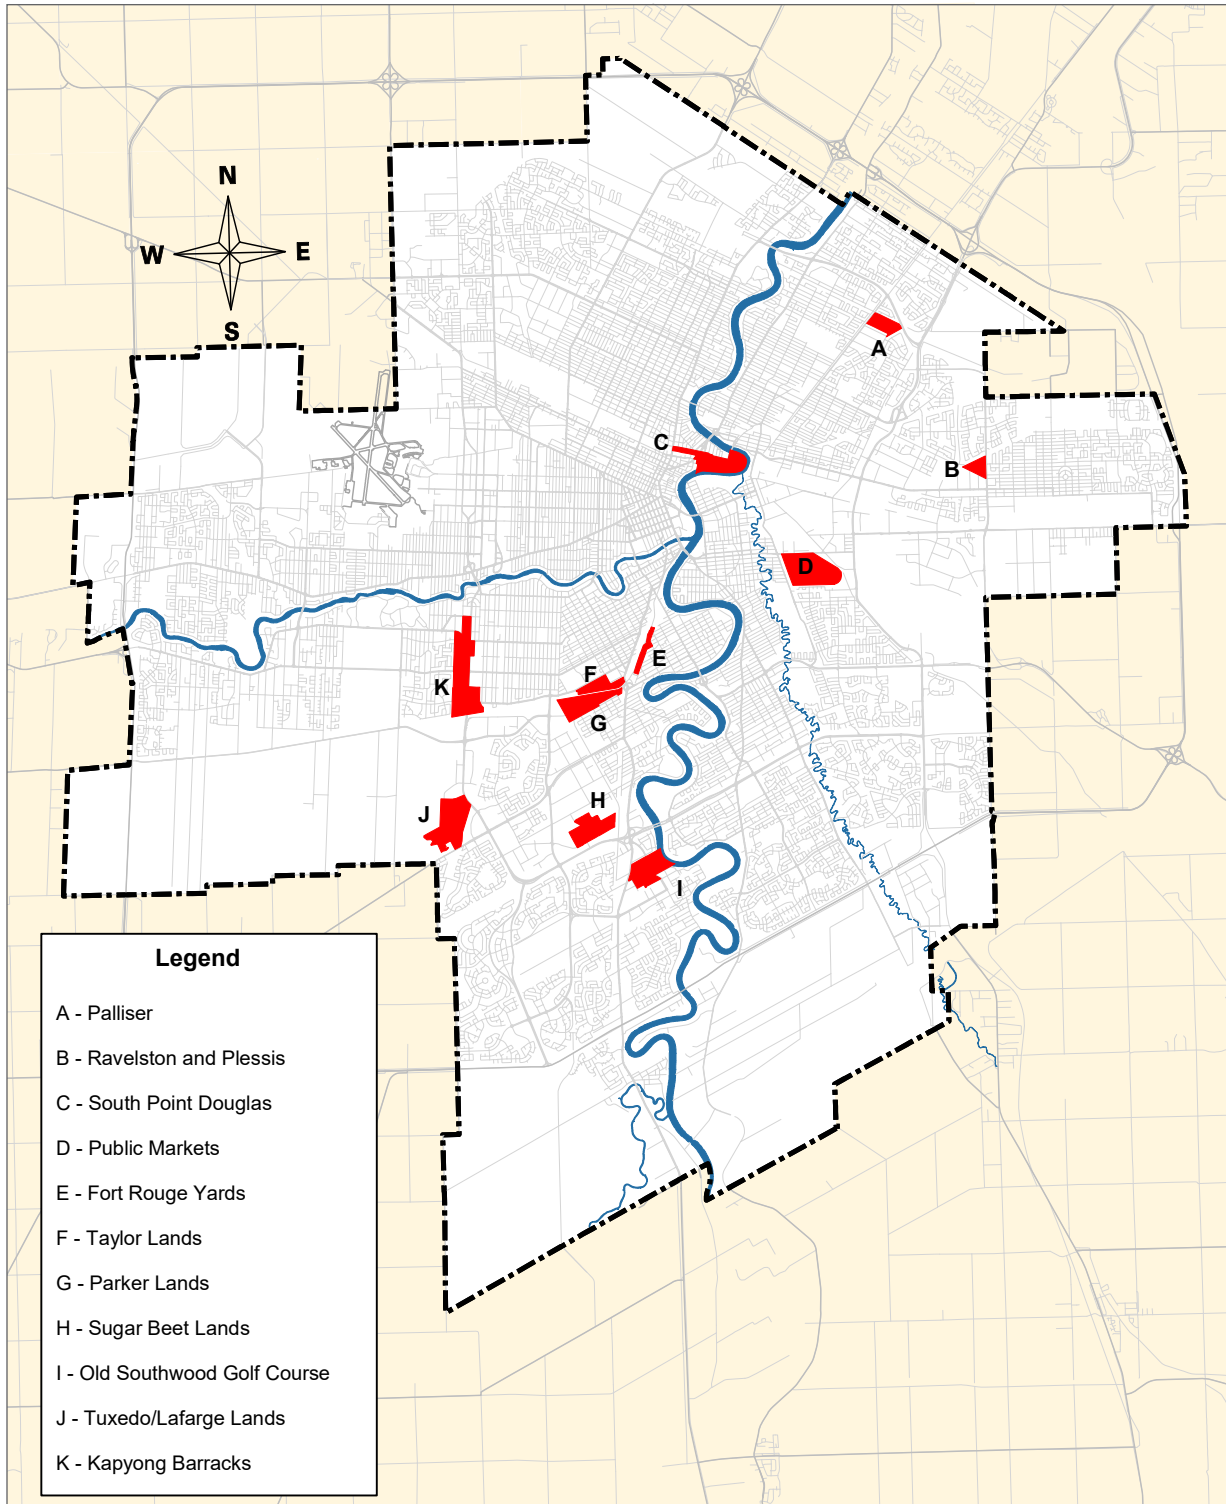 N
W
E
S
A
C
B
D
E
F
K
G
H
J
I
Legend
A - Palliser
B - Ravelston and Plessis
C - South Point Douglas
D - Public Markets
E - Fort Rouge Yards
F - Taylor Lands
G - Parker Lands
H - Sugar Beet Lands
I - Old Southwood Golf Course
J - Tuxedo/Lafarge Lands
K - Kapyong Barracks